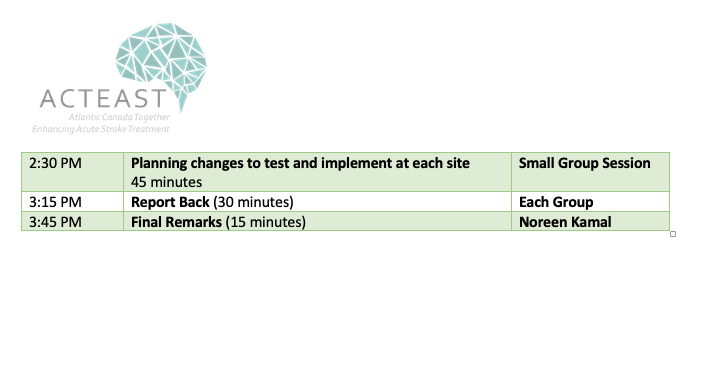 ACTEAST
Atlantic Canada Together
Enhancing Acute Stroke Treatment
2:30 PM Planning changes to test and implement at each site Small Group Session
45 minutes
3:15 PM Report Back (30 minutes) Each Group
3:45 PM Final Remarks (15 minutes) Noreen Kamal